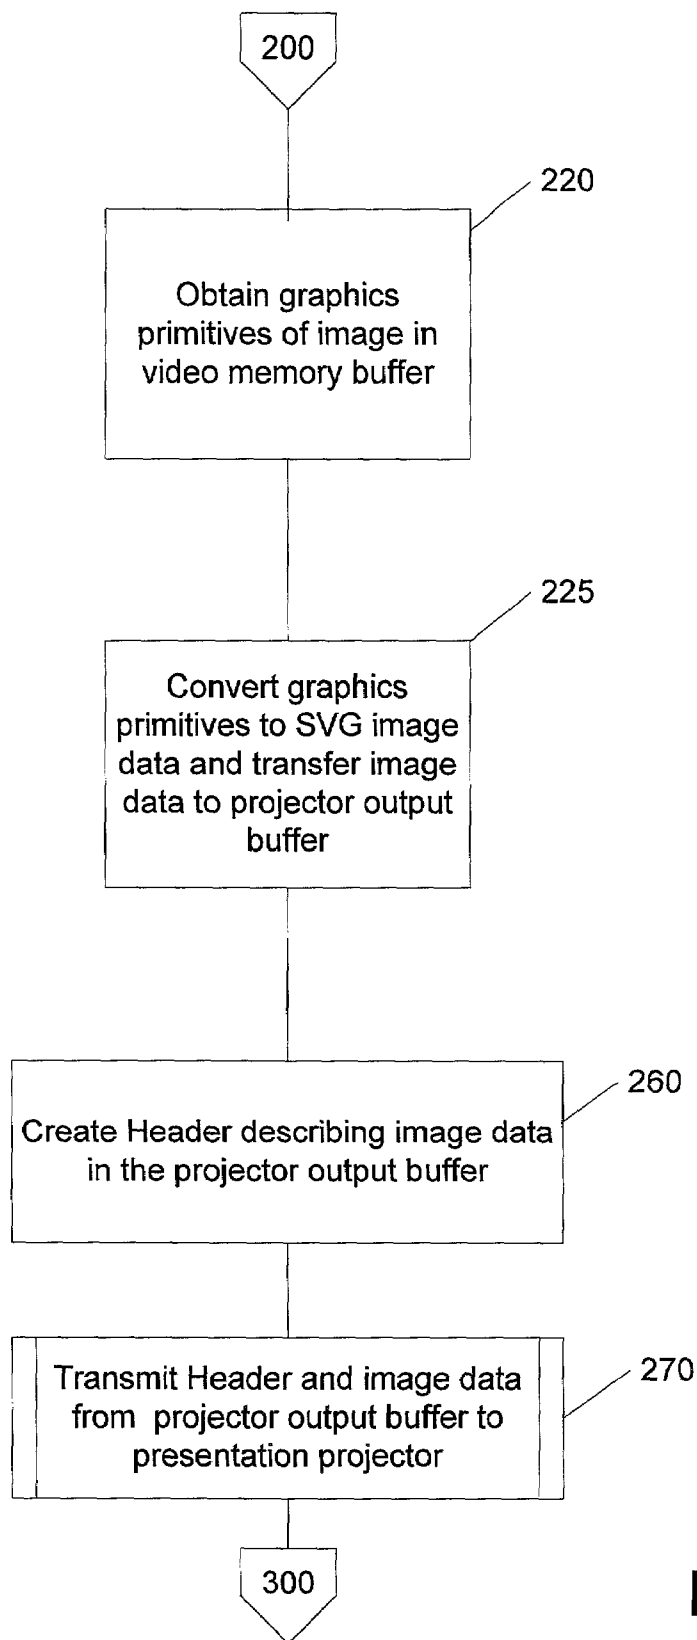 200
220
Obtain graphics
primitives of image in
video memory buffer
225
Convert graphics
primitives to SVG image
data and transfer image
data to projector output
buffer
260
Create Header describing image data
in the projector output buffer
270
Transmit Header and image data
from projector output buffer to
presentation projector
300